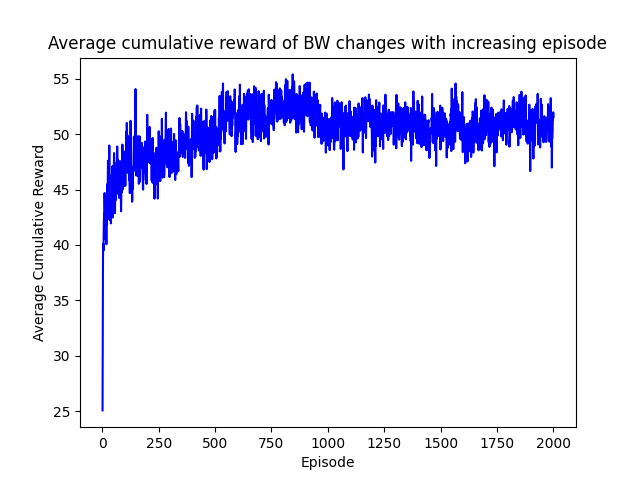 Average cumulative reward of BW changes with increasing episode
55
50
45
40
35
30
25
Average Cumulative Reward
0 250 500 750 1000 1250 1500 1750 2000
Episode